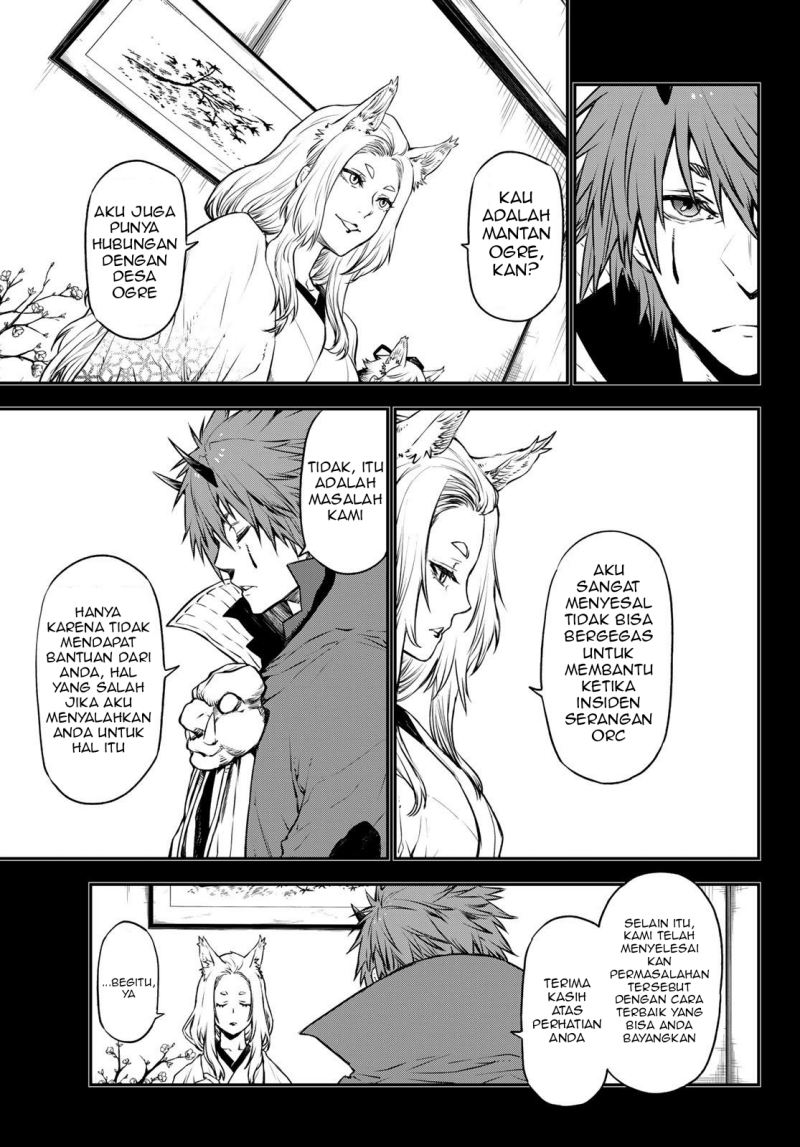 KAU
ADALAH
MANTAN
OGRE,
KAN?
AKU JUGA
PUNYA
HUBUNGAN
DENGAN
DESA
OGRE
AKU
SANGAT
MENYESAL
TIDAK BISA
BERGEGAS
UNTUK
MEMBANTU
KETIKA
INSIDEN
SERANGAN
ORC
TIDAK, ITU
ADALAH
MASALAH
KAMI
HANYA
KARENA TIDAK
MENDAPAT
BANTUAN DARI
ANDA, HAL
YANG SALAH
JIKA AKU
MENYALAHKAN
ANDA UNTUK
HAL ITU
SELAIN ITU,
KAMI TELAH
MENYELESAI
KAN
PERMASALAHAN
TERSEBUT
DENGAN CARA
TERBAIK YANG
BISA ANDA
BAYANGKAN
TERIMA
KASIH
ATAS
PERHATIAN
ANDA
...BEGITU,
YA